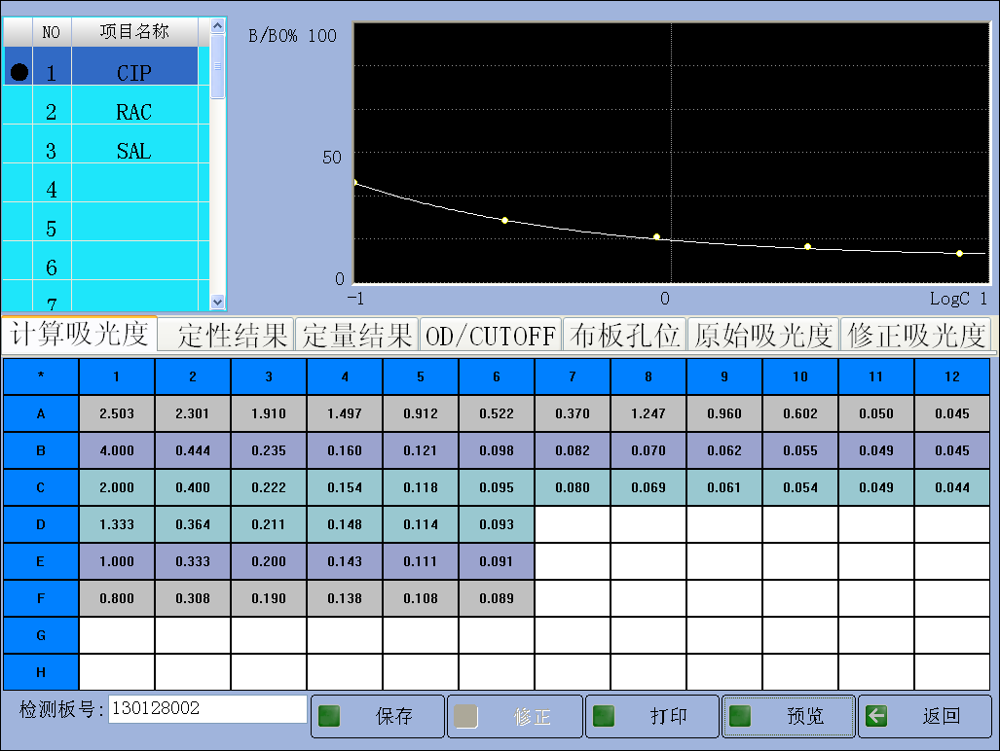 NO 项目名称
1 CIP
2 RAC
3 SAL
4
5
6
7
B/B0% 100
50
0
-1 0 LogC 1
计算吸光度 定性结果 定量结果 OD/CUTOFF 布板孔位 原始吸光度 修正吸光度
* 1 2 3 4 5 6 7 8 9 10 11 12
A 2.503 2.301 1.910 1.497 0.912 0.522 0.370 1.247 0.960 0.602 0.050 0.045
B 4.000 0.444 0.235 0.160 0.121 0.098 0.082 0.070 0.062 0.055 0.049 0.045
C 2.000 0.400 0.222 0.154 0.118 0.095 0.080 0.069 0.061 0.054 0.049 0.044
D 1.333 0.364 0.211 0.148 0.114 0.093
E 1.000 0.333 0.200 0.143 0.111 0.091
F 0.800 0.308 0.190 0.138 0.108 0.089
G
H
检测板号: 130128002 保存 修正 打印 预览 返回